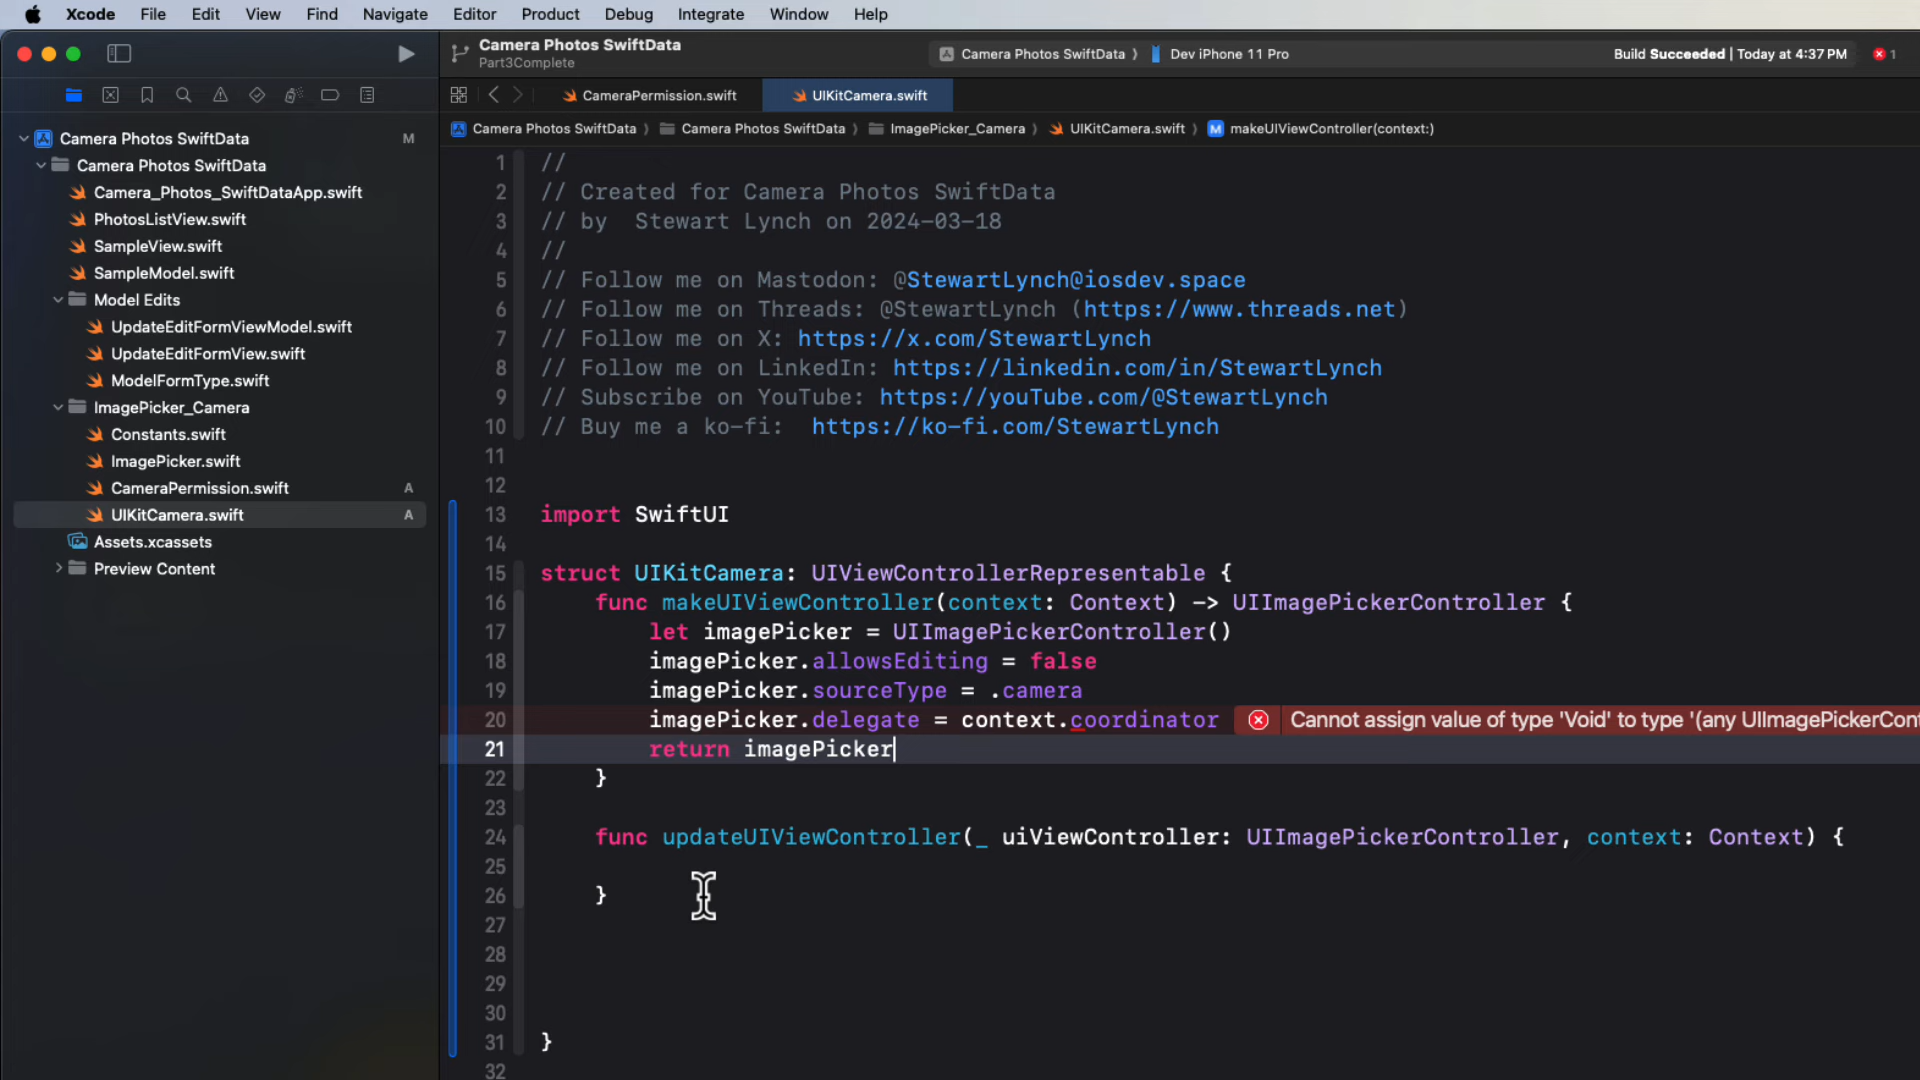 Xcode File Edit View Find Navigate Editor Product Debug Integrate Window Help
Camera Photos SwiftData
Part3Complete
Camera Photos SwiftData ⟩ Dev iPhone 11 Pro
Build Succeeded | Today at 4:37 PM
1
CameraPermission.swift
UIKitCamera.swift
Camera Photos SwiftData ⟩ Camera Photos SwiftData ⟩ ImagePicker_Camera ⟩ UIKitCamera.swift ⟩ M makeUIViewController(context:)
Camera Photos SwiftData M
Camera Photos SwiftData
Camera_Photos_SwiftDataApp.swift
PhotosListView.swift
SampleView.swift
SampleModel.swift
Model Edits
UpdateEditFormViewModel.swift
UpdateEditFormView.swift
ModelFormType.swift
ImagePicker_Camera
Constants.swift
ImagePicker.swift
CameraPermission.swift A
UIKitCamera.swift A
Assets.xcassets
Preview Content
1 //
2 // Created for Camera Photos SwiftData
3 // by  Stewart Lynch on 2024-03-18
4 //
5 // Follow me on Mastodon: @StewartLynch@iosdev.space
6 // Follow me on Threads: @StewartLynch (https://www.threads.net)
7 // Follow me on X: https://x.com/StewartLynch
8 // Follow me on LinkedIn: https://linkedin.com/in/StewartLynch
9 // Subscribe on YouTube: https://youTube.com/@StewartLynch
10 // Buy me a ko-fi:  https://ko-fi.com/StewartLynch
11
12
13 import SwiftUI
14
15 struct UIKitCamera: UIViewControllerRepresentable {
16     func makeUIViewController(context: Context) -> UIImagePickerController {
17         let imagePicker = UIImagePickerController()
18         imagePicker.allowsEditing = false
19         imagePicker.sourceType = .camera
20         imagePicker.delegate = context.coordinator Cannot assign value of type 'Void' to type '(any UIImagePickerCont
21         return imagePicker
22     }
23
24     func updateUIViewController(_ uiViewController: UIImagePickerController, context: Context) {
25
26     }
27
28
29
30
31 }
32